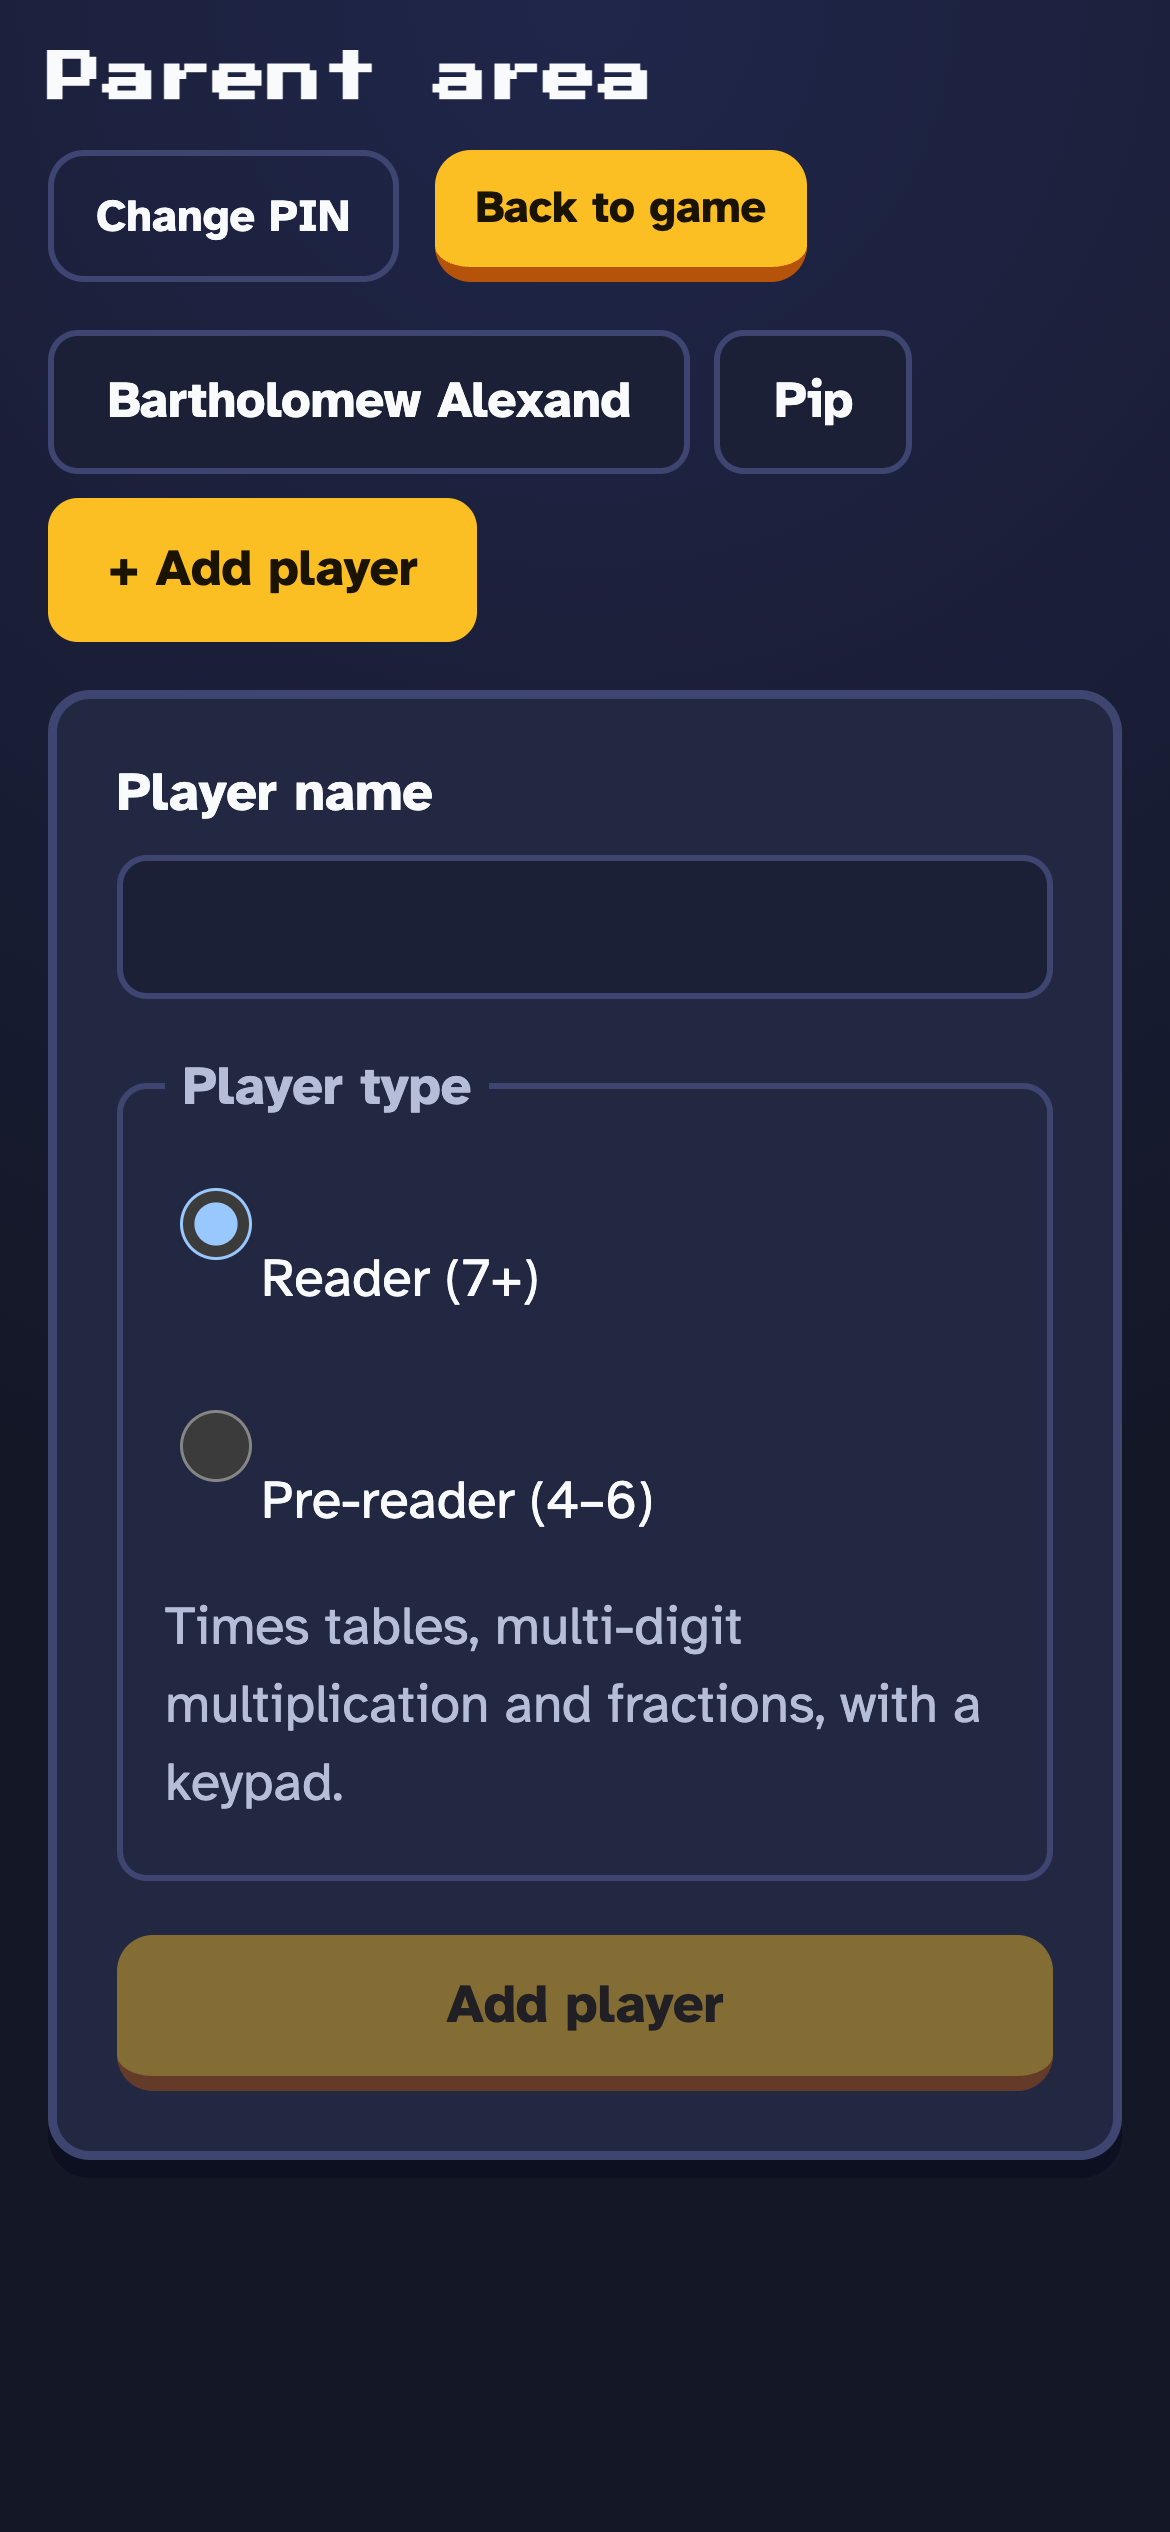 Parent area
Change PIN
Back to game
Bartholomew Alexand
Pip
+ Add player
Player name
Player type
Reader (7+)
Pre-reader (4–6)
Times tables, multi-digit
multiplication and fractions, with a
keypad.
Add player